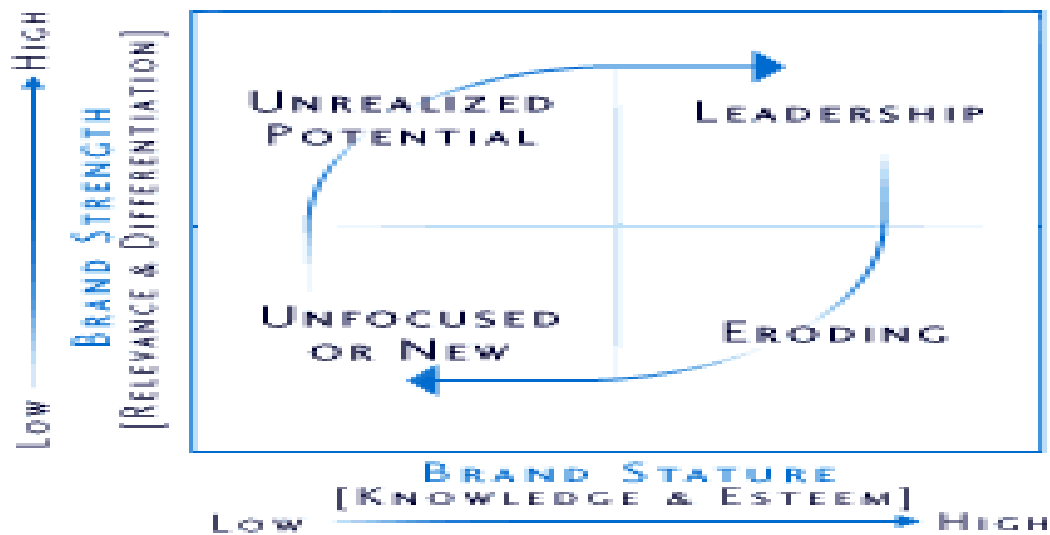 High
Low
Brand Strength
[Relevance & Differentiation]
Unrealized
Potential
Leadership
Unfocused
or New
Eroding
Brand Stature
[Knowledge & Esteem]
Low
High